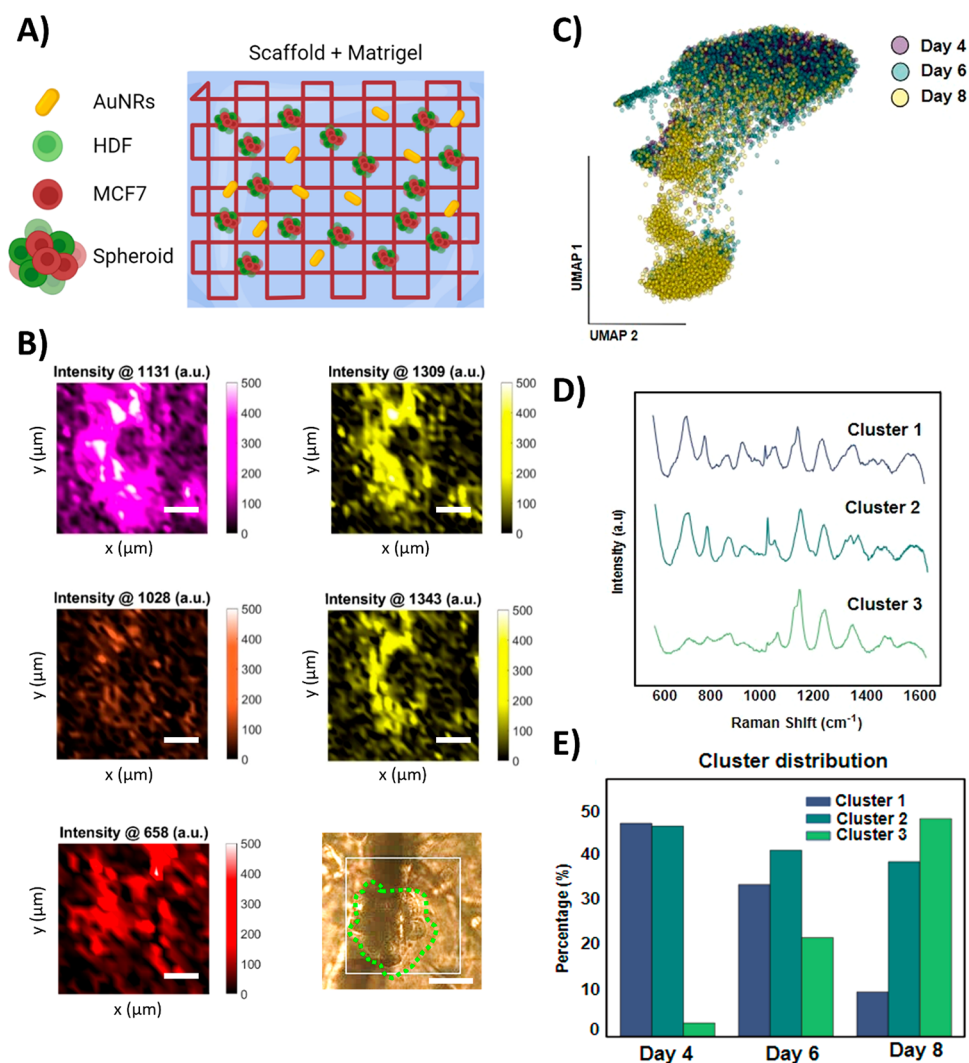 A)
Scaffold + Matrigel
AuNRs
HDF
MCF7
Spheroid
B)
Intensity @ 1131 (a.u.)
500
400
300
200
100
0
y (μm)
x (μm)
Intensity @ 1309 (a.u.)
500
400
300
200
100
0
y (μm)
x (μm)
Intensity @ 1028 (a.u.)
500
400
300
200
100
0
y (μm)
x (μm)
Intensity @ 1343 (a.u.)
500
400
300
200
100
0
y (μm)
x (μm)
Intensity @ 658 (a.u.)
500
400
300
200
100
0
y (μm)
x (μm)
C)
Day 4
Day 6
Day 8
UMAP 1
UMAP 2
D)
Cluster 1
Cluster 2
Cluster 3
Intensity (a.u)
600 800 1000 1200 1400 1600
Raman Shift (cm⁻¹)
E)
Cluster distribution
Cluster 1
Cluster 2
Cluster 3
50
40
30
20
10
0
Percentage (%)
Day 4 Day 6 Day 8